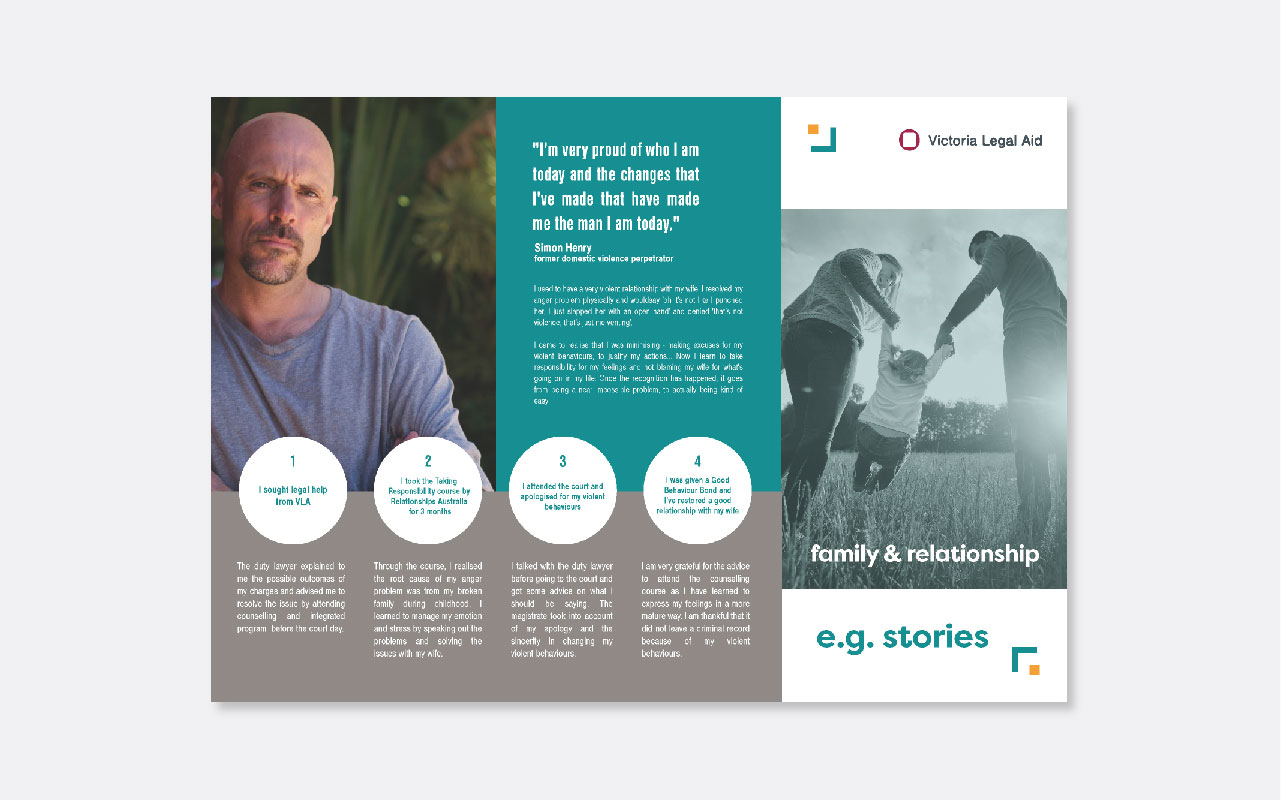 "I'm very proud of who I am
today and the changes that
I've made that have made
me the man I am today."
Simon Henry
former domestic violence perpetrator
I used to have a very violent relationship with my wife. I resolved my
anger problem physically and would say 'oh it's not like I punched
her, I just slapped her with an open hand' and denied 'that's not
violence, that's just me venting'.
I came to realise that I was minimising - making excuses for my
violent behaviours, to justify my actions... Now I learn to take
responsibility for my feelings and not blaming my wife for what's
going on in my life. Once the recognition has happened, it goes
from being a near impossible problem, to actually being kind of
easy
1
I sought legal help
from VLA
The duty lawyer explained to
me the possible outcomes of
my charges and advised me to
resolve the issue by attending
counselling and integrated
program before the court day.
2
I took the Taking
Responsibility course by
Relationships Australia
for 3 months
Through the course, I realised
the root cause of my anger
problem was from my broken
family during childhood. I
learned to manage my emotion
and stress by speaking out the
problems and solving the
issues with my wife.
3
I attended the court and
apologised for my violent
behaviours
I talked with the duty lawyer
before going to the court and
got some advice on what I
should be saying. The
magistrate took into account
of my apology and the
sincerity in changing my
violent behaviours.
4
I was given a Good
Behaviour Bond and
I've restored a good
relationship with my wife
I am very grateful for the advice
to attend the counselling
course as I have learned to
express my feelings in a more
mature way. I am thankful that it
did not leave a criminal record
because of my violent
behaviours.
Victoria Legal Aid
family & relationship
e.g. stories